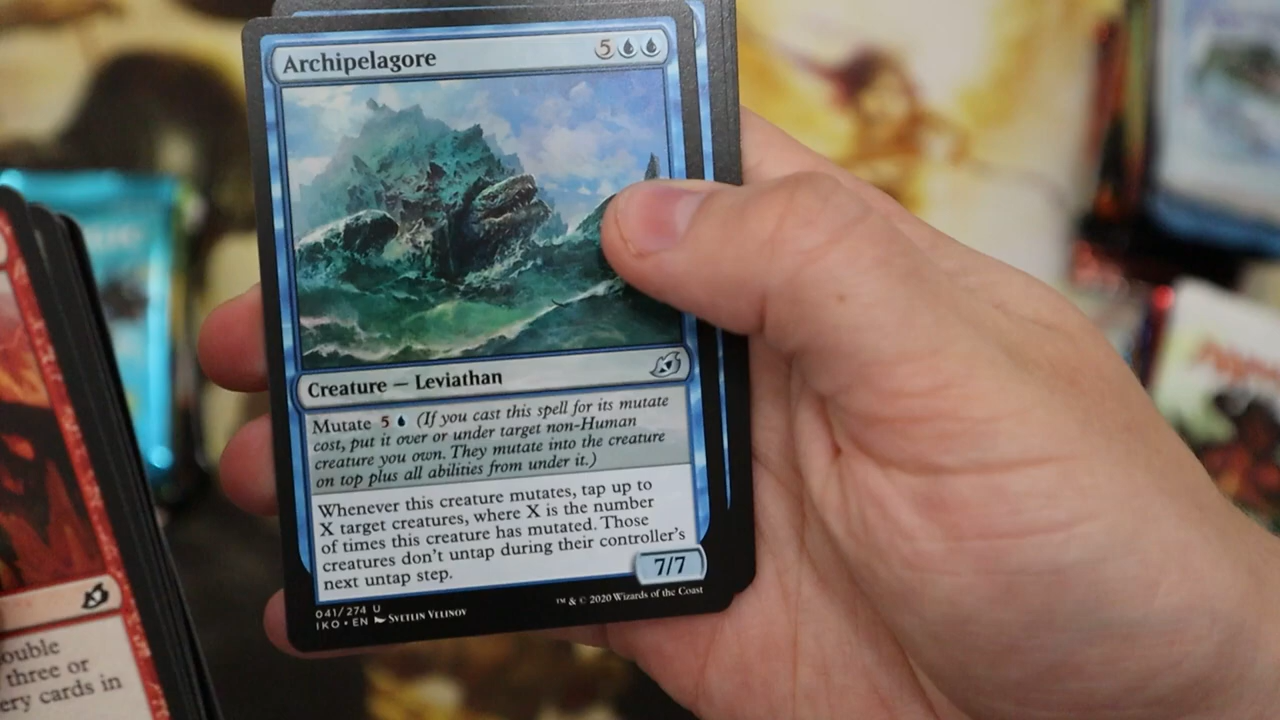 Archipelagore 5
Creature — Leviathan
Mutate 5 (If you cast this spell for its mutate
cost, put it over or under target non-Human
creature you own. They mutate into the creature
on top plus all abilities from under it.)
Whenever this creature mutates, tap up to
X target creatures, where X is the number
of times this creature has mutated. Those
creatures don't untap during their controller's
next untap step.
7/7
041/274 U
IKO • EN Svetlin Velinov
™ & © 2020 Wizards of the Coast
ouble
three or
ery cards in